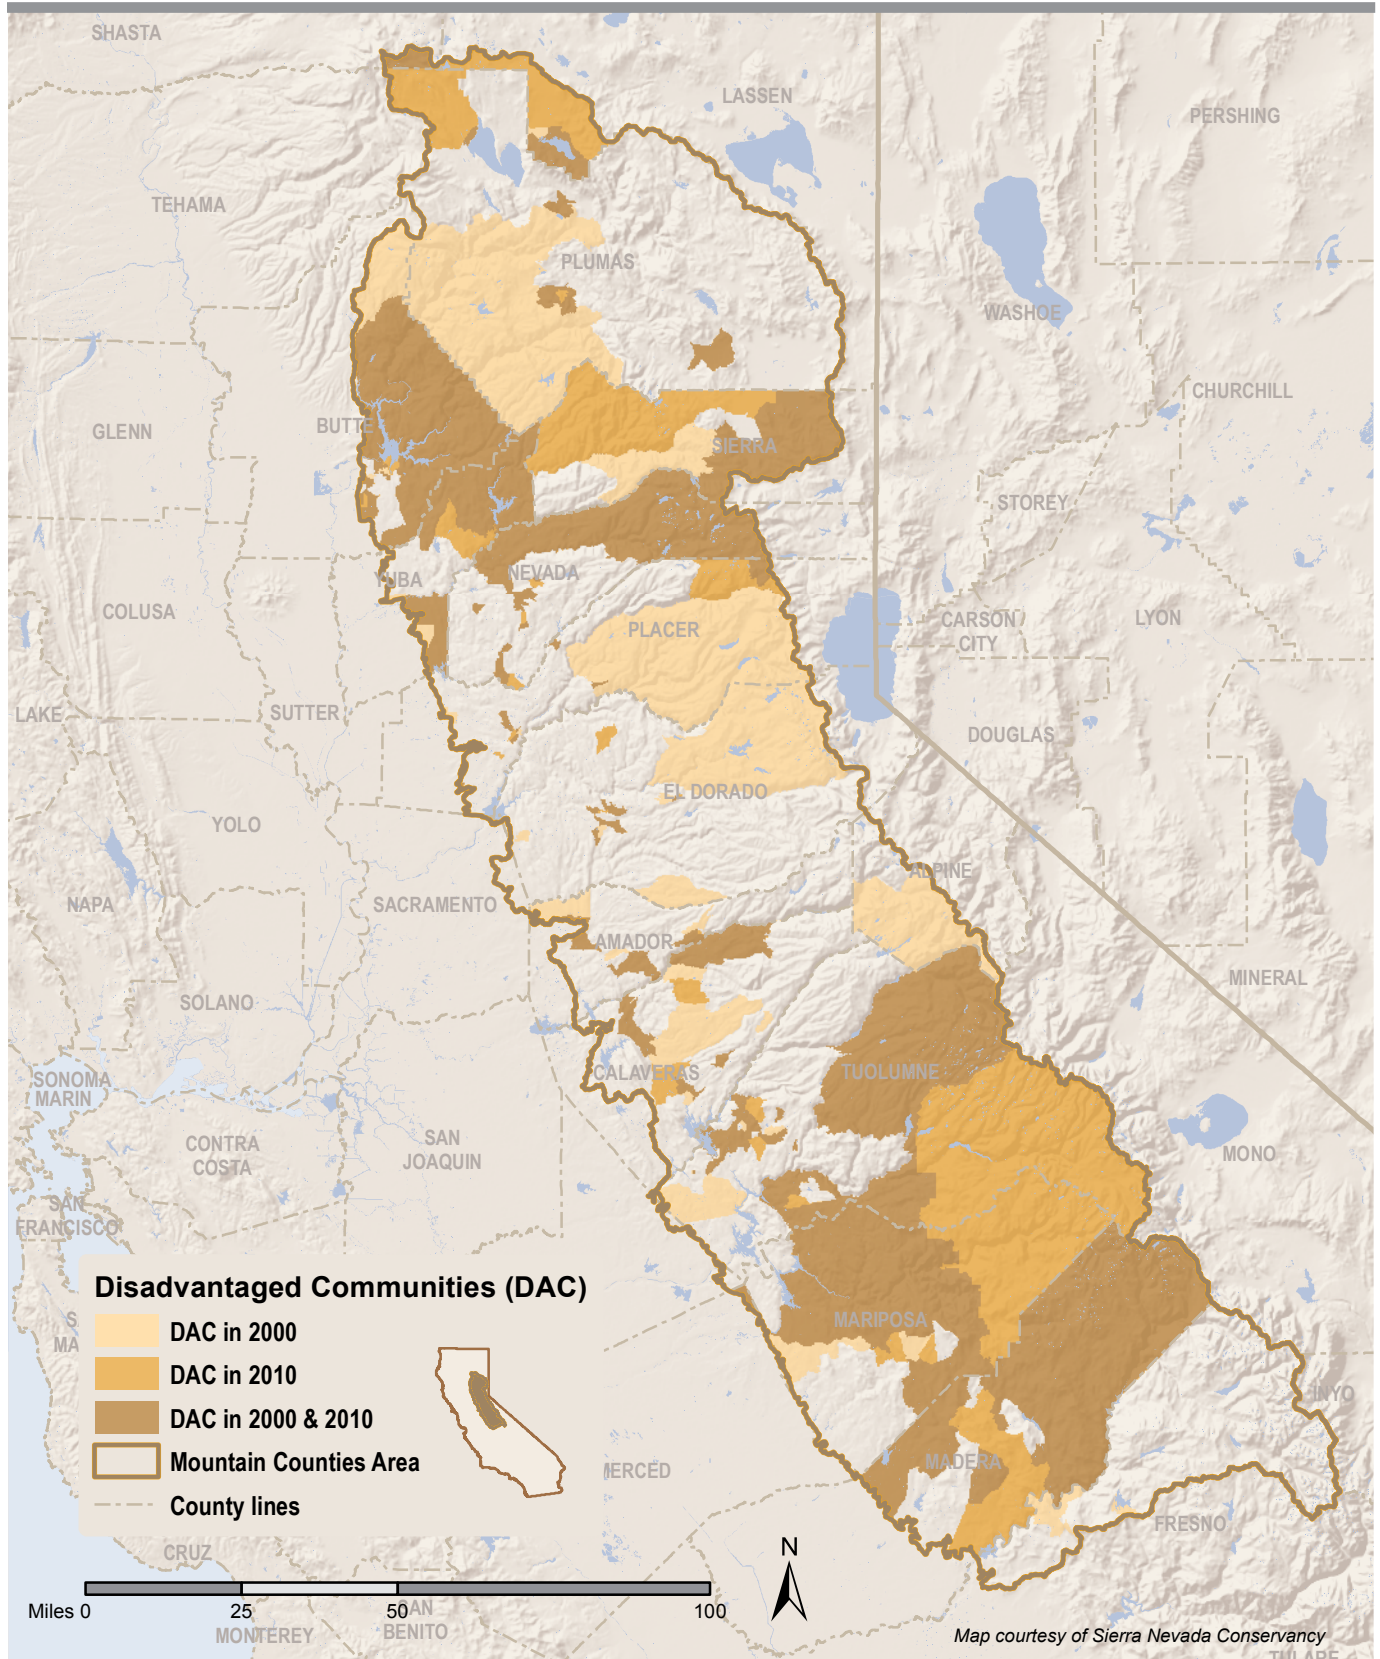 SHASTA
LASSEN
PERSHING
TEHAMA
PLUMAS
WASHOE
CHURCHILL
BUTTE
GLENN
SIERRA
STOREY
NEVADA
YUBA
COLUSA
PLACER
CARSON
CITY
LYON
LAKE
SUTTER
DOUGLAS
EL DORADO
YOLO
ALPINE
NAPA
SACRAMENTO
AMADOR
MINERAL
SOLANO
CALAVERAS
TUOLUMNE
SONOMA
MARIN
CONTRA
COSTA
SAN
JOAQUIN
MONO
SAN
FRANCISCO
Disadvantaged Communities (DAC)
DAC in 2000
DAC in 2010
DAC in 2000 & 2010
Mountain Counties Area
County lines
MARIPOSA
INYO
MADERA
MERCED
FRESNO
CRUZ
N
Miles 0 25 50 100
MONTEREY
SAN
BENITO
Map courtesy of Sierra Nevada Conservancy